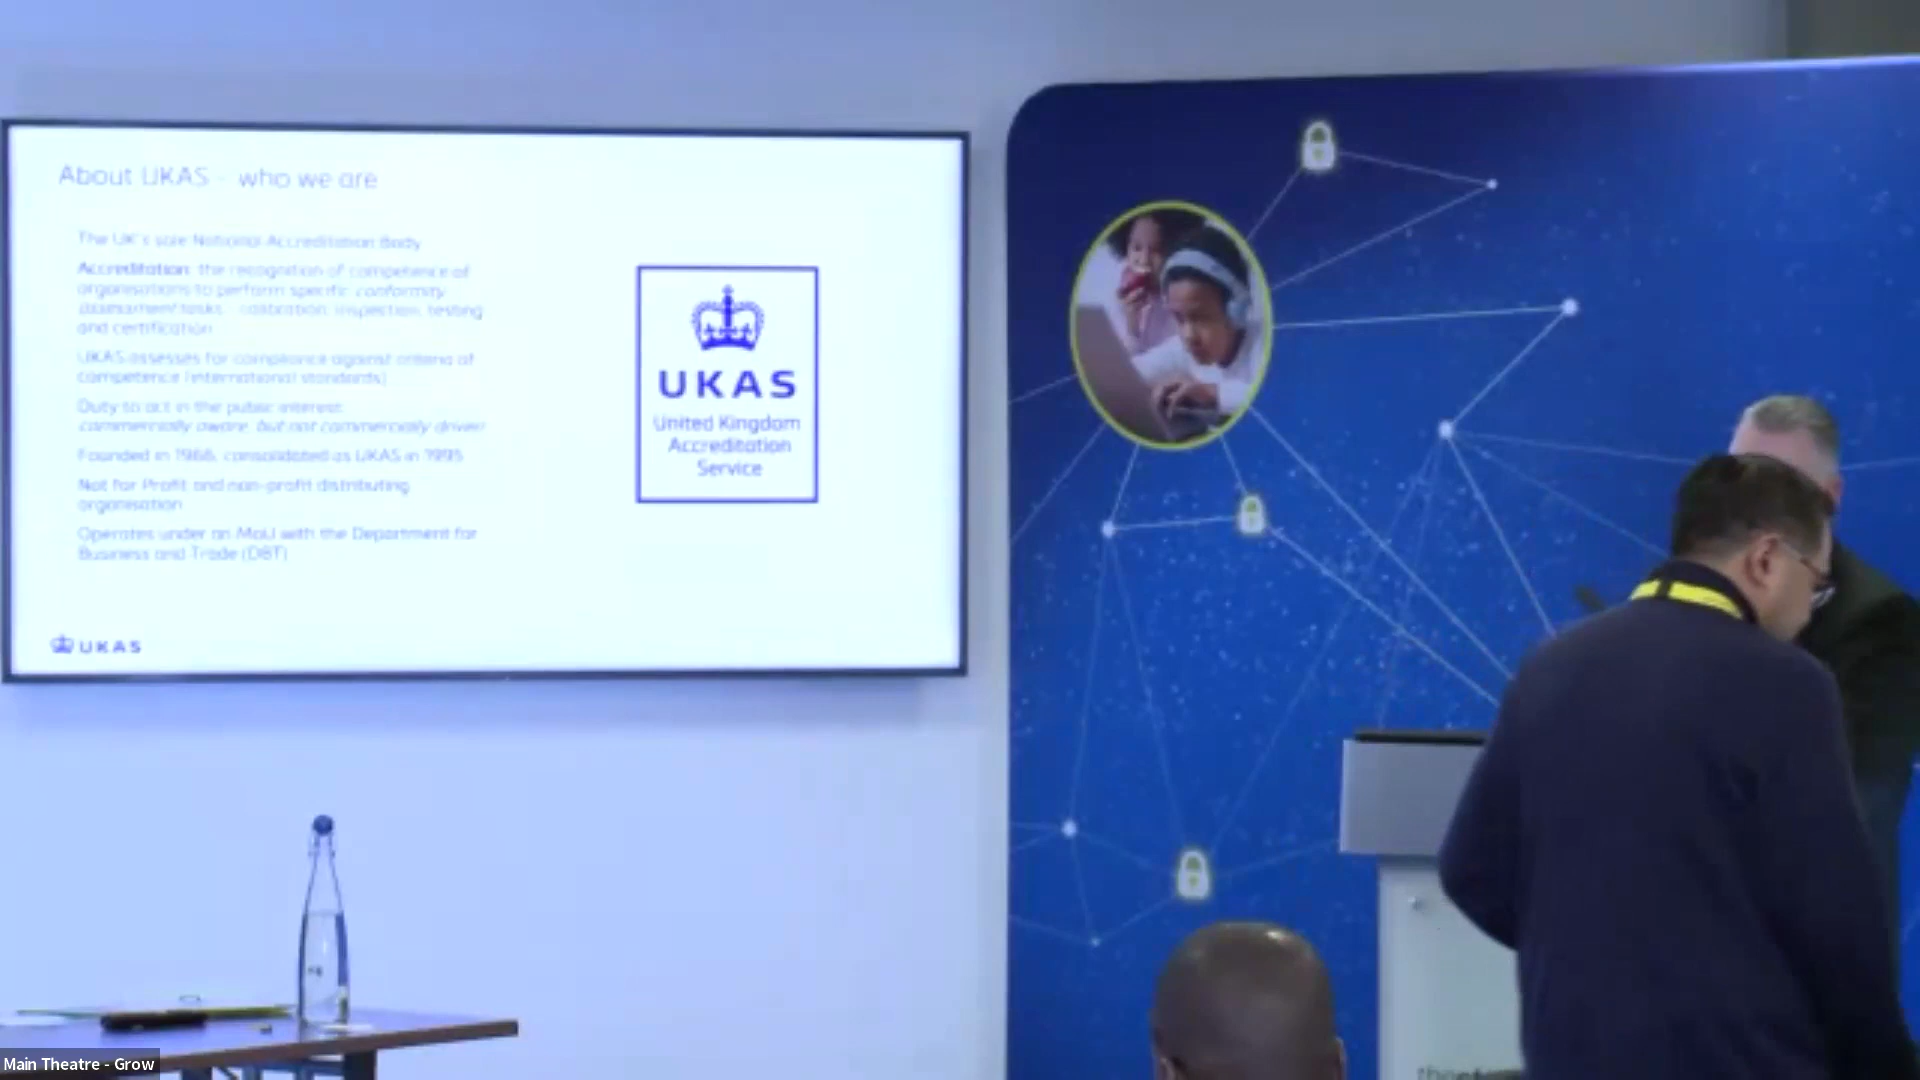 About UKAS - who we are
The UK's sole National Accreditation Body
Accreditation: the recognition of competence of
organisations to perform specific conformity
assessment tasks - calibration, inspection, testing
and certification
UKAS assesses for compliance against criteria of
competence (international standards)
Duty to act in the public interest:
commercially aware, but not commercially driven
Founded in 1966, consolidated as UKAS in 1995
Not for Profit and non-profit distributing
organisation
Operates under an MoU with the Department for
Business and Trade (DBT)
UKAS
UKAS
United Kingdom
Accreditation
Service
Main Theatre - Grow